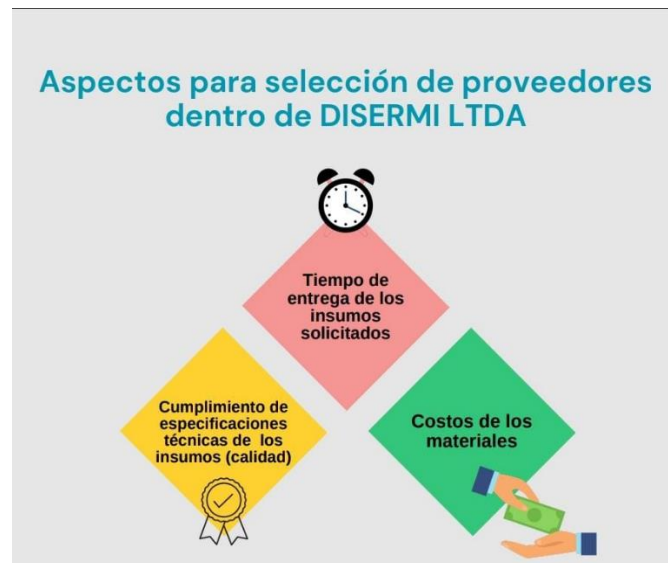 Aspectos para selección de proveedores
dentro de DISERMI LTDA
Tiempo de
entrega de los
insumos
solicitados
Cumplimiento de
especificaciones
técnicas de los
insumos (calidad)
Costos de los
materiales